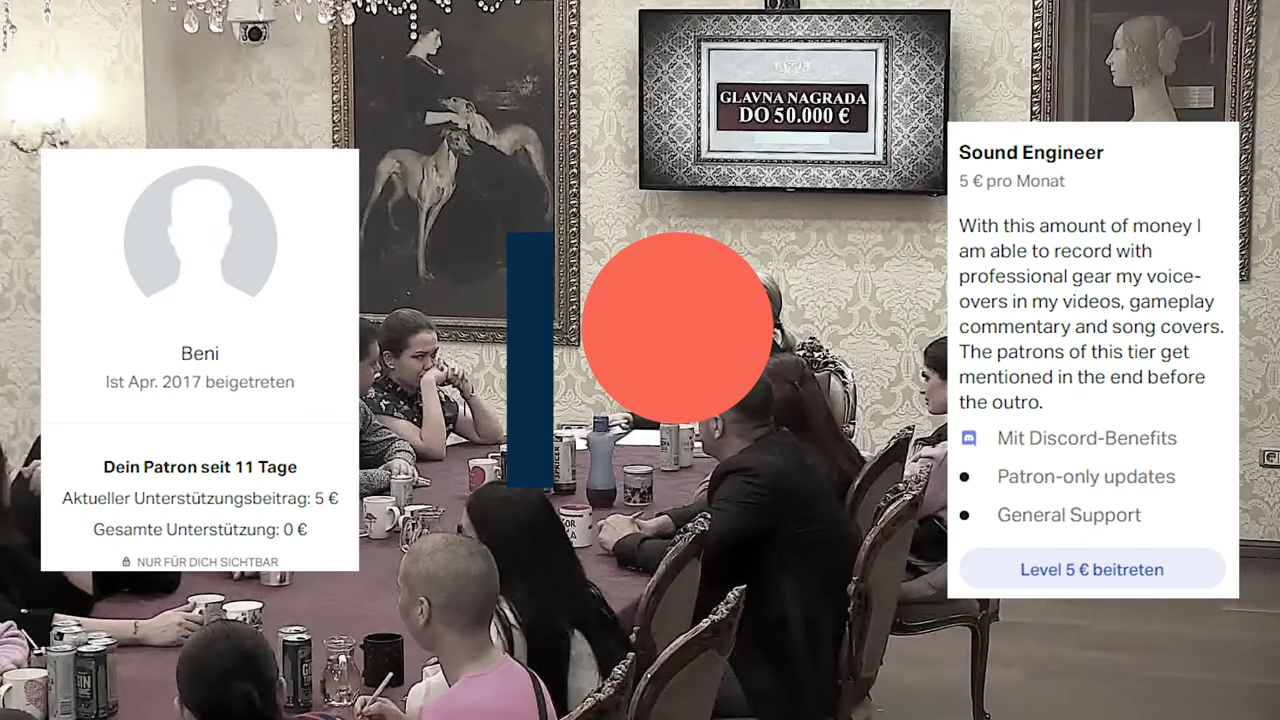 GLAVNA NAGRADA
DO 50.000 €
Beni
Ist Apr. 2017 beigetreten
Dein Patron seit 11 Tage
Aktueller Unterstützungsbeitrag: 5 €
Gesamte Unterstützung: 0 €
NUR FÜR DICH SICHTBAR
Sound Engineer
5 € pro Monat
With this amount of money I
am able to record with
professional gear my voice-
overs in my videos, gameplay
commentary and song covers.
The patrons of this tier get
mentioned in the end before
the outro.
Mit Discord-Benefits
Patron-only updates
General Support
Level 5 € beitreten